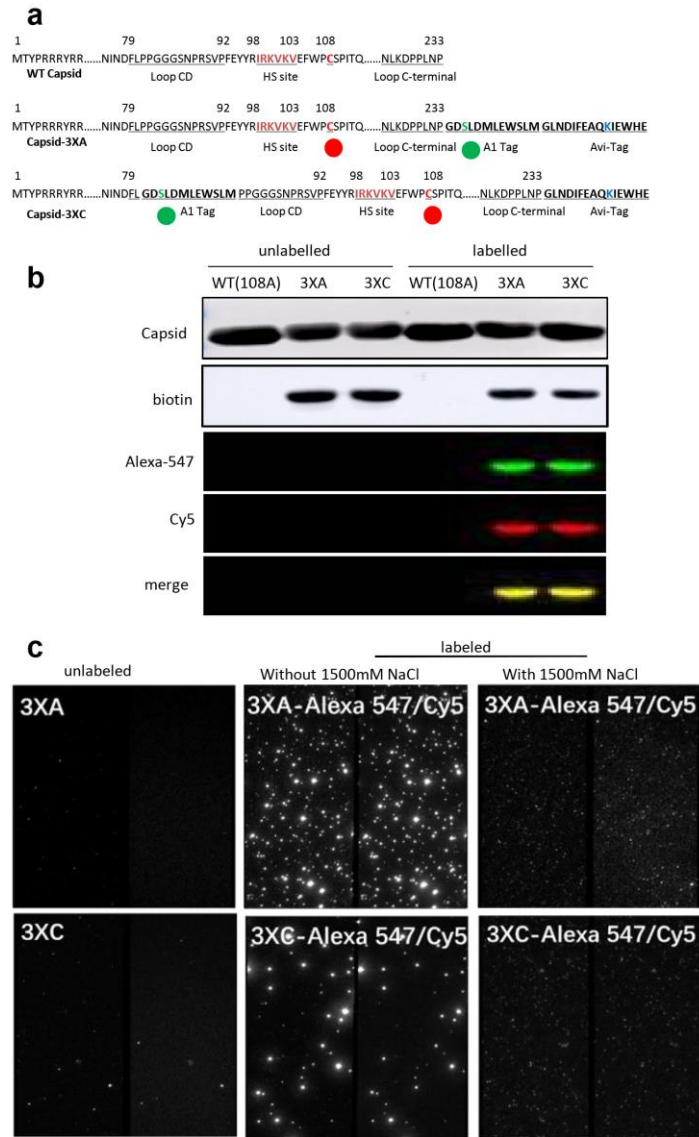 a
1 79 92 98 103 108 233
MTYPRRRYRR......NINDFLPPGGGSNPRSVPFEYYRIRKVKVEFWPCSPITQ......NLKDPPLNP
WT Capsid Loop CD HS site Loop C-terminal
1 79 92 98 103 108 233
MTYPRRRYRR......NINDFLPPGGGSNPRSVPFEYYRIRKVKVEFWPCSPITQ......NLKDPPLNP GDSLDMLEWSLM GLNDIFEAQKIEWHE
Capsid-3XA Loop CD HS site Loop C-terminal A1 Tag Avi-Tag
1 79 92 98 103 108 233
MTYPRRRYRR......NINDFL GDSLDMLEWSLM PPGGGSNPRSVPFEYYRIRKVKVEFWPCSPITQ......NLKDPPLNP GLNDIFEAQKIEWHE
Capsid-3XC A1 Tag Loop CD HS site Loop C-terminal Avi-Tag
b
unlabelled labelled
WT(108A) 3XA 3XC WT(108A) 3XA 3XC
Capsid
biotin
Alexa-547
Cy5
merge
c
labeled
unlabeled Without 1500mM NaCl With 1500mM NaCl
3XA 3XA-Alexa 547/Cy5 3XA-Alexa 547/Cy5
3XC 3XC-Alexa 547/Cy5 3XC-Alexa 547/Cy5